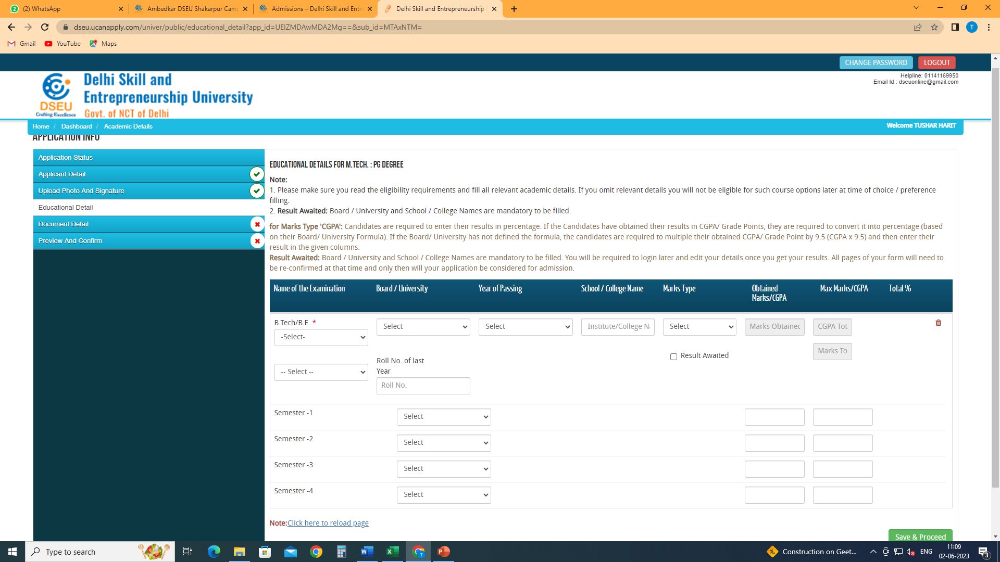 (2) WhatsApp
Ambedkar DSEU Shakarpur Cam
Admissions – Delhi Skill and Entr
Delhi Skill and Entrepreneurship
dseu.ucanapply.com/univer/public/educational_detail?app_id=UElZMDAwMDA2Mg==&sub_id=MTAxNTM=
T
Gmail
YouTube
Maps
CHANGE PASSWORD
LOGOUT
Helpline: 01141169950
Email Id : dseuonline@gmail.com
DSEU
Crafting Excellence
Delhi Skill and
Entrepreneurship University
Govt. of NCT of Delhi
Home / Dashboard / Academic Details
Welcome TUSHAR HARIT
APPLICATION INFO
Application Status
Applicant Detail
Upload Photo And Signature
Educational Detail
Document Detail
Preview And Confirm
EDUCATIONAL DETAILS FOR M.TECH. : PG DEGREE
Note:
1. Please make sure you read the eligibility requirements and fill all relevant academic details. If you omit relevant details you will not be eligible for such course options later at time of choice / preference
filling.
2. Result Awaited: Board / University and School / College Names are mandatory to be filled.
for Marks Type 'CGPA': Candidates are required to enter their results in percentage. If the Candidates have obtained their results in CGPA/ Grade Points, they are required to convert it into percentage (based
on their Board/ University Formula). If the Board/ University has not defined the formula, the candidates are required to multiple their obtained CGPA/ Grade Point by 9.5 (CGPA x 9.5) and then enter their
result in the given columns.
Result Awaited: Board / University and School / College Names are mandatory to be filled. You will be required to login later and edit your details once you get your results. All pages of your form will need to
be re-confirmed at that time and only then will your application be considered for admission.
Name of the Examination Board / University Year of Passing School / College Name Marks Type Obtained Marks/CGPA Max Marks/CGPA Total %
B.Tech/B.E. *
-Select-
Select
Select
Institute/College N
Select
Marks Obtained
CGPA Tot
Marks To
Result Awaited
-- Select --
Roll No. of last
Year
Roll No.
Semester -1 Select
Semester -2 Select
Semester -3 Select
Semester -4 Select
Note:Click here to reload page
Save & Proceed
Type to search
Construction on Geet...
ENG
11:09
02-06-2023
3